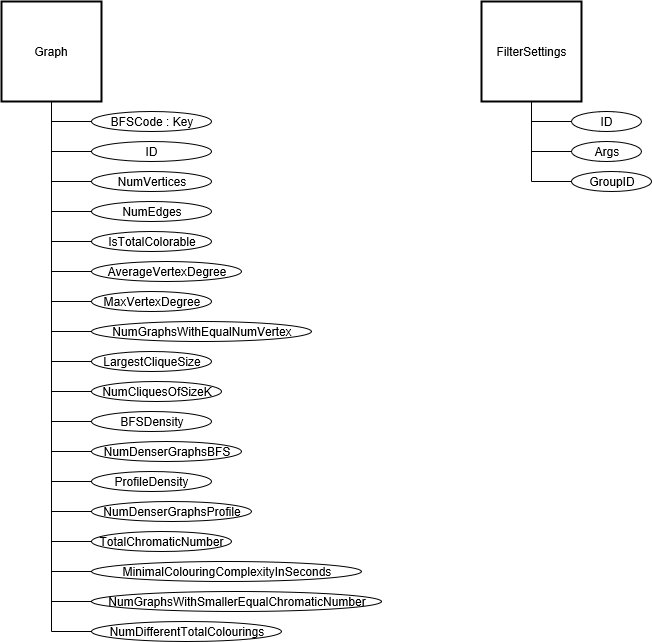 Graph
BFSCode : Key
ID
NumVertices
NumEdges
IsTotalColorable
AverageVertexDegree
MaxVertexDegree
NumGraphsWithEqualNumVertex
LargestCliqueSize
NumCliquesOfSizeK
BFSDensity
NumDenserGraphsBFS
ProfileDensity
NumDenserGraphsProfile
TotalChromaticNumber
MinimalColouringComplexityInSeconds
NumGraphsWithSmallerEqualChromaticNumber
NumDifferentTotalColourings
FilterSettings
ID
Args
GroupID